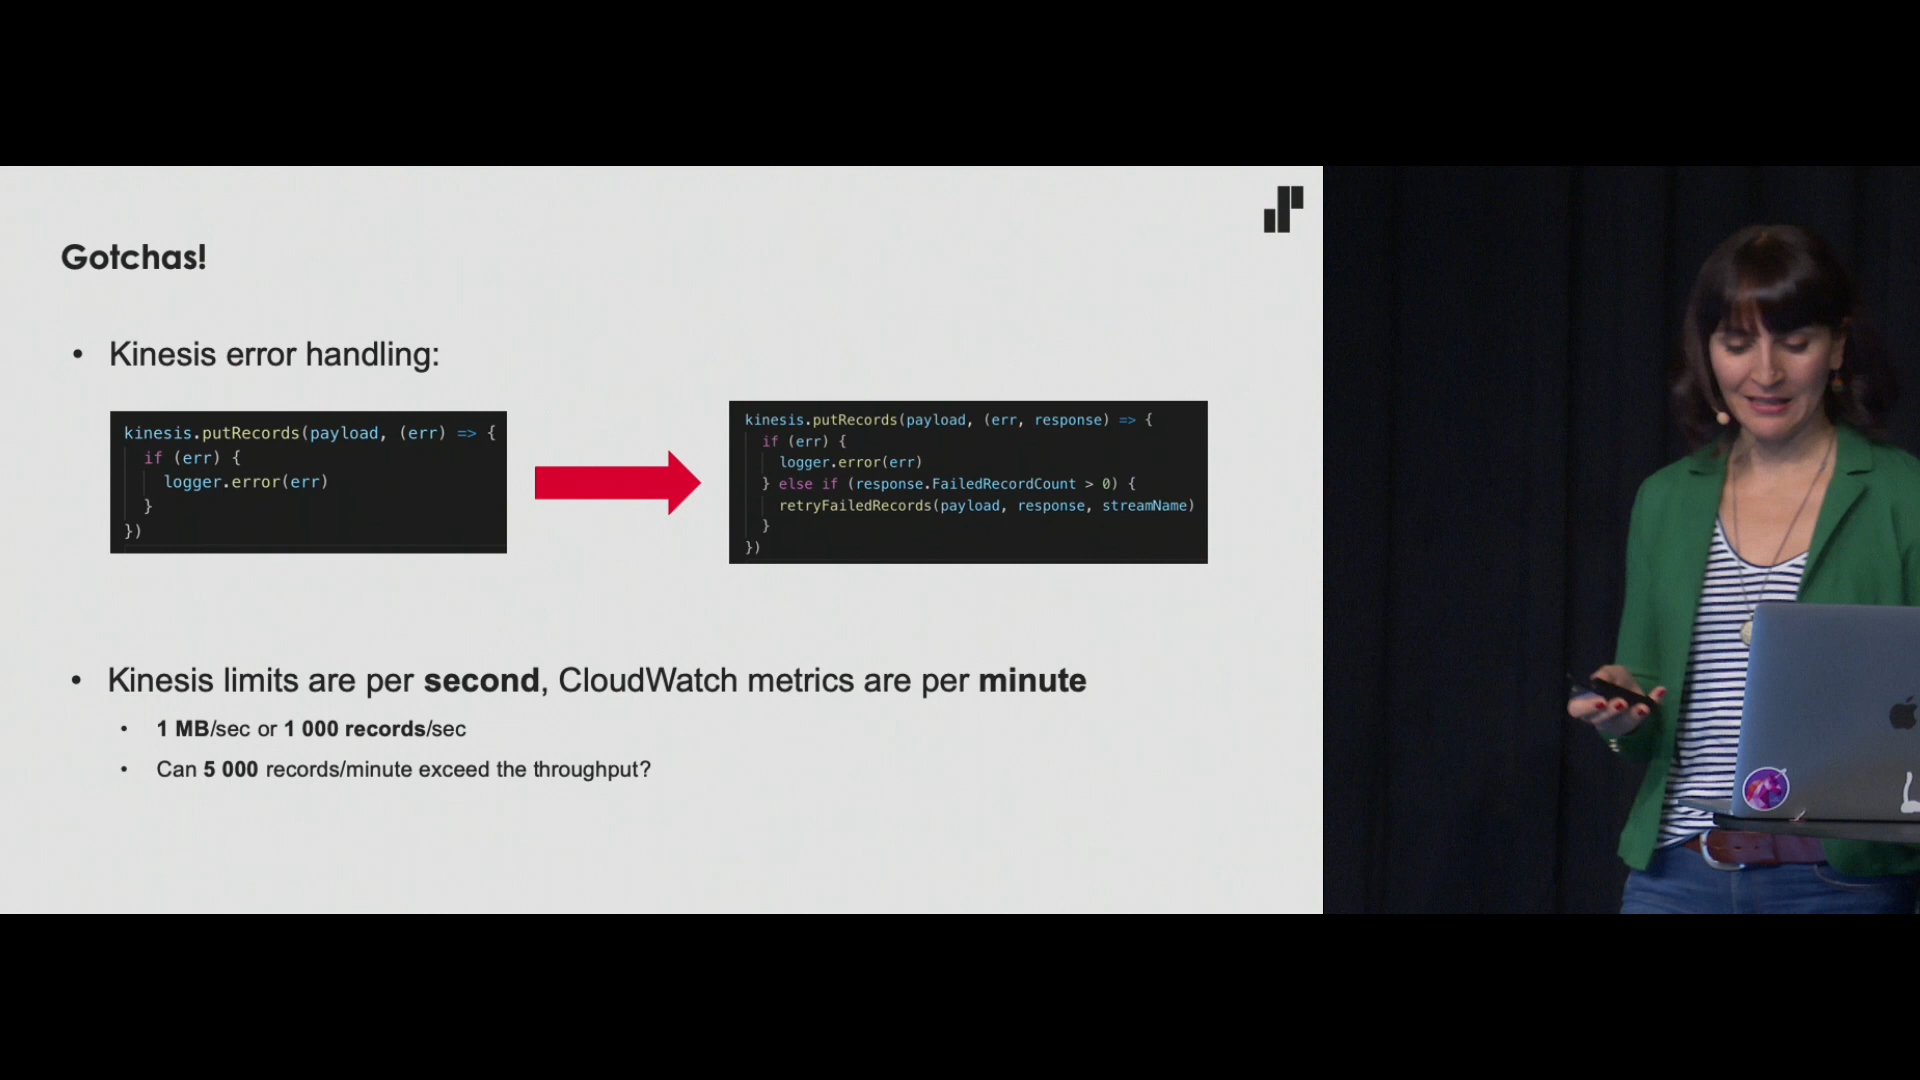 Gotchas!
• Kinesis error handling:
kinesis.putRecords(payload, (err) => {
if (err) {
logger.error(err)
}
})
kinesis.putRecords(payload, (err, response) => {
if (err) {
logger.error(err)
} else if (response.FailedRecordCount > 0) {
retryFailedRecords(payload, response, streamName)
}
})
• Kinesis limits are per second, CloudWatch metrics are per minute
• 1 MB/sec or 1 000 records/sec
• Can 5 000 records/minute exceed the throughput?